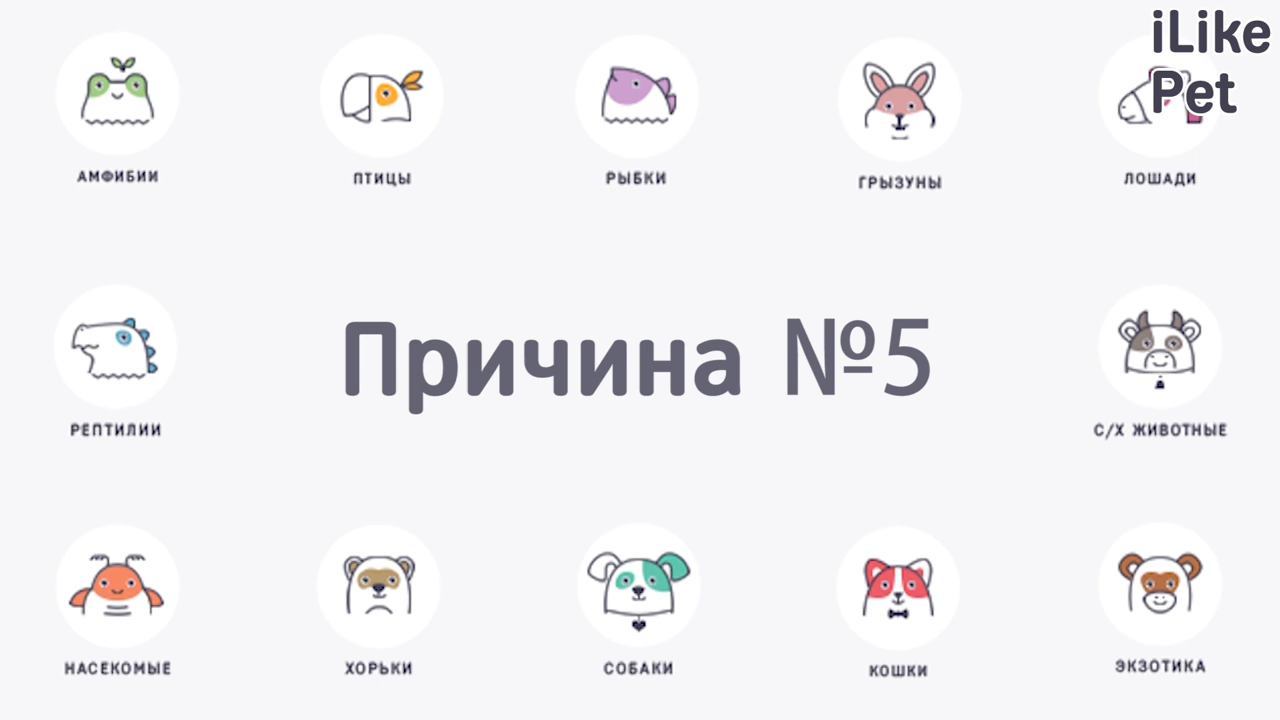 iLike
Pet
АМФИБИИ
ПТИЦЫ
РЫБКИ
ГРЫЗУНЫ
ЛОШАДИ
РЕПТИЛИИ
Причина №5
С/Х ЖИВОТНЫЕ
НАСЕКОМЫЕ
ХОРЬКИ
СОБАКИ
КОШКИ
ЭКЗОТИКА